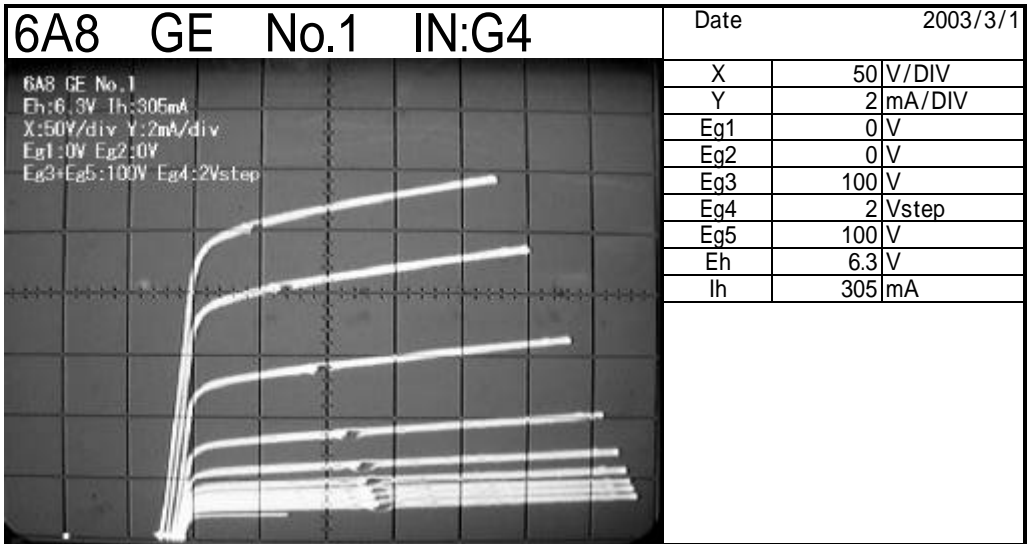 6A8 GE No.1 IN:G4
Date 2003/3/1
6A8 GE No.1
Eh:6.3V Ih:305mA
X:50V/div Y:2mA/div
Eg1:0V Eg2:0V
Eg3+Eg5:100V Eg4:2Vstep
X 50 V/DIV
Y 2 mA/DIV
Eg1 0 V
Eg2 0 V
Eg3 100 V
Eg4 2 Vstep
Eg5 100 V
Eh 6.3 V
Ih 305 mA